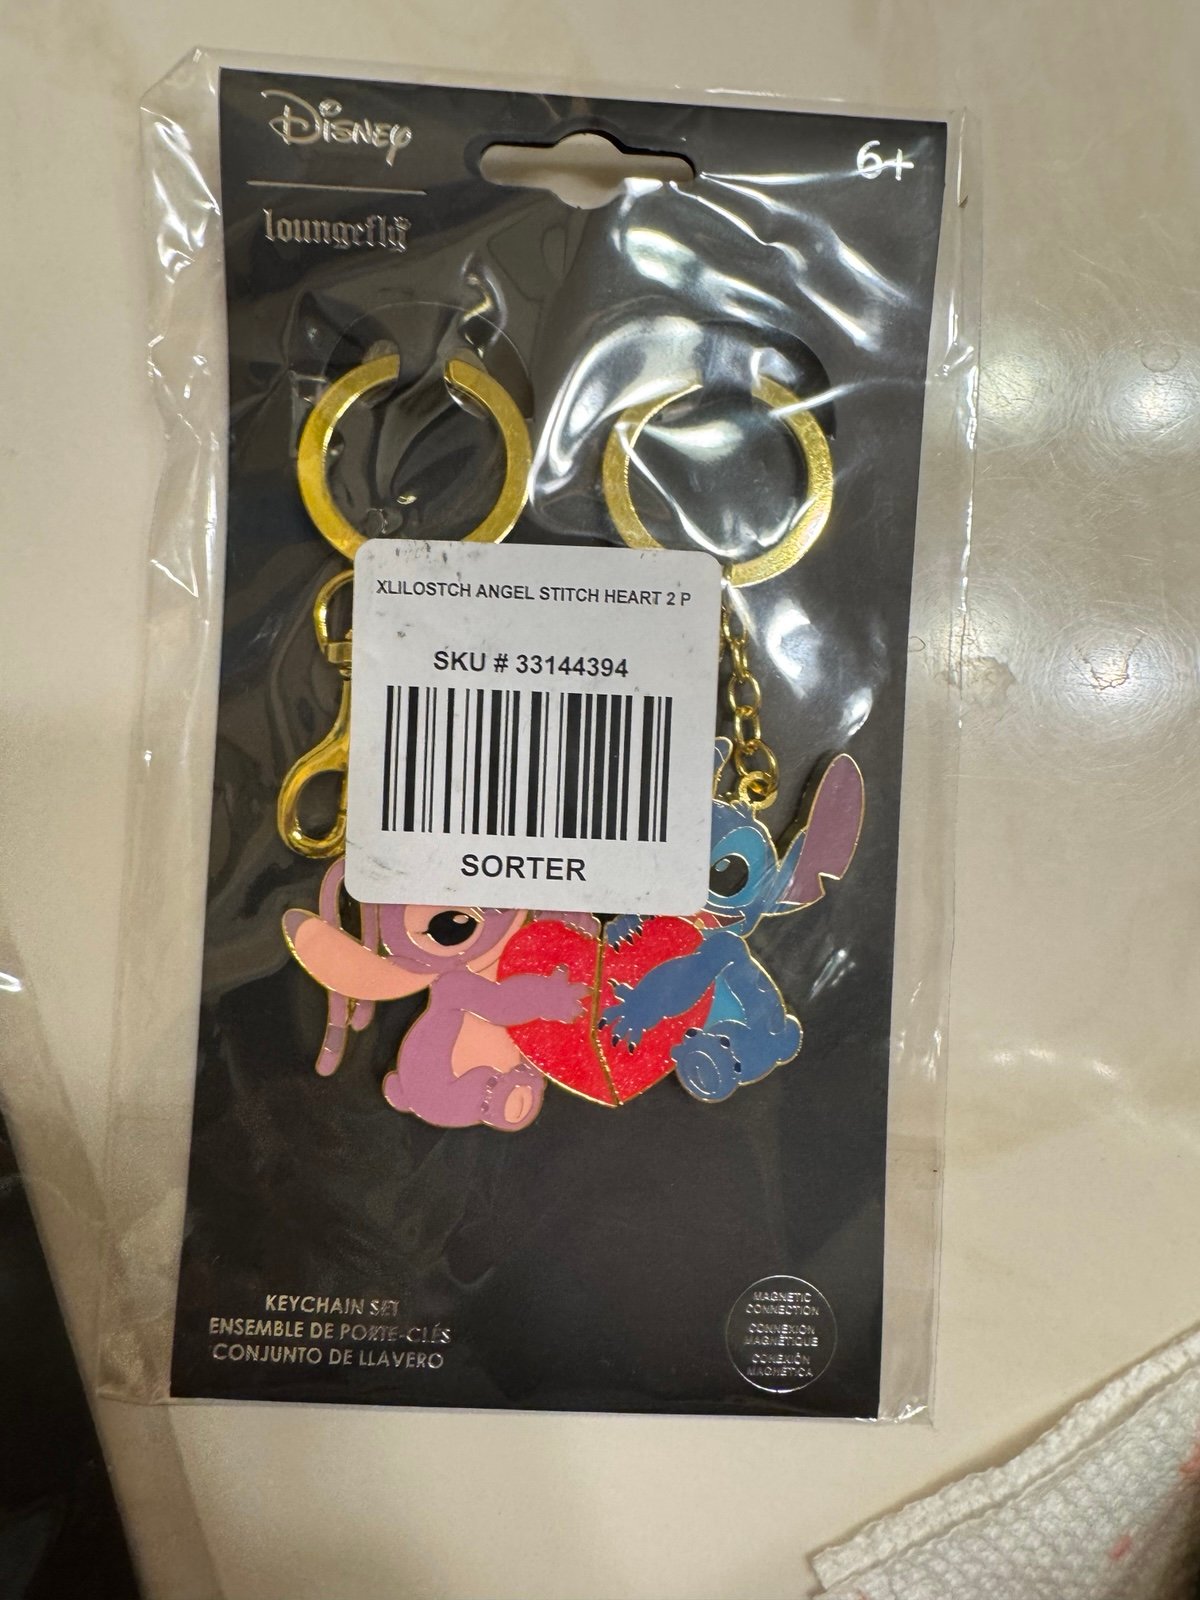 Disney
6+
loungefly
XLILOSTCH ANGEL STITCH HEART 2 P
SKU # 33144394
SORTER
KEYCHAIN SET
ENSEMBLE DE PORTE-CLÉS
CONJUNTO DE LLAVERO
MAGNETIC
CONNECTION
CONNEXION
MAGNÉTIQUE
CONEXIÓN
MAGNÉTICA